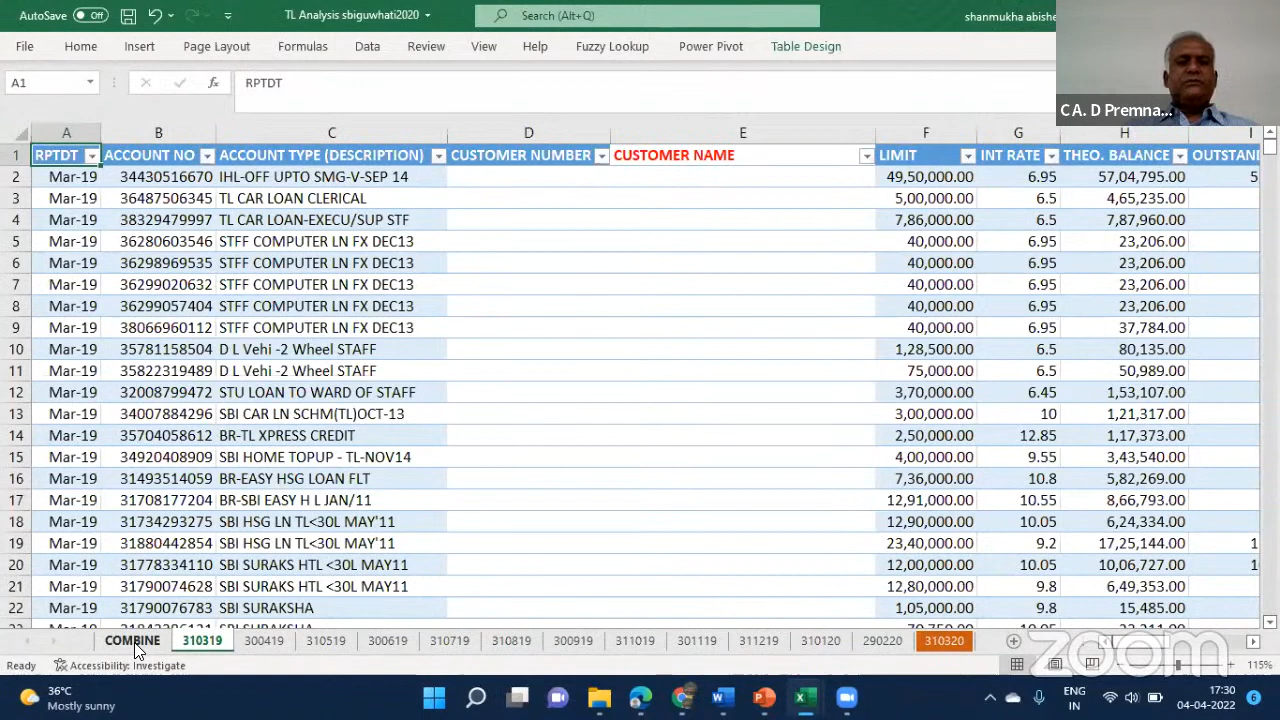 AutoSave Off TL Analysis sbiguwhati2020 Search (Alt+Q) shanmukha abishe
File Home Insert Page Layout Formulas Data Review View Help Fuzzy Lookup Power Pivot Table Design
C A. D Premna...
A1 fx RPTDT
A B C D E F G H I
1 RPTDT ACCOUNT NO ACCOUNT TYPE (DESCRIPTION) CUSTOMER NUMBER CUSTOMER NAME LIMIT INT RATE THEO. BALANCE OUTSTAND
2 Mar-19 34430516670 IHL-OFF UPTO SMG-V-SEP 14 49,50,000.00 6.95 57,04,795.00 5
3 Mar-19 36487506345 TL CAR LOAN CLERICAL 5,00,000.00 6.5 4,65,235.00
4 Mar-19 38329479997 TL CAR LOAN-EXECU/SUP STF 7,86,000.00 6.5 7,87,960.00
5 Mar-19 36280603546 STFF COMPUTER LN FX DEC13 40,000.00 6.95 23,206.00
6 Mar-19 36298969535 STFF COMPUTER LN FX DEC13 40,000.00 6.95 23,206.00
7 Mar-19 36299020632 STFF COMPUTER LN FX DEC13 40,000.00 6.95 23,206.00
8 Mar-19 36299057404 STFF COMPUTER LN FX DEC13 40,000.00 6.95 23,206.00
9 Mar-19 38066960112 STFF COMPUTER LN FX DEC13 40,000.00 6.95 37,784.00
10 Mar-19 35781158504 D L Vehi -2 Wheel STAFF 1,28,500.00 6.5 80,135.00
11 Mar-19 35822319489 D L Vehi -2 Wheel STAFF 75,000.00 6.5 50,989.00
12 Mar-19 32008799472 STU LOAN TO WARD OF STAFF 3,70,000.00 6.45 1,53,107.00
13 Mar-19 34007884296 SBI CAR LN SCHM(TL)OCT-13 3,00,000.00 10 1,21,317.00
14 Mar-19 35704058612 BR-TL XPRESS CREDIT 2,50,000.00 12.85 1,17,373.00
15 Mar-19 34920408909 SBI HOME TOPUP - TL-NOV14 4,00,000.00 9.55 3,43,540.00
16 Mar-19 31493514059 BR-EASY HSG LOAN FLT 7,36,000.00 10.8 5,82,269.00
17 Mar-19 31708177204 BR-SBI EASY H L JAN/11 12,91,000.00 10.55 8,66,793.00
18 Mar-19 31734293275 SBI HSG LN TL<30L MAY'11 12,90,000.00 10.05 6,24,334.00
19 Mar-19 31880442854 SBI HSG LN TL<30L MAY'11 23,40,000.00 9.2 17,25,144.00 1
20 Mar-19 31778334110 SBI SURAKS HTL <30L MAY11 12,00,000.00 10.05 10,06,727.00 10
21 Mar-19 31790074628 SBI SURAKS HTL <30L MAY11 12,80,000.00 9.8 6,49,353.00
22 Mar-19 31790076783 SBI SURAKSHA 1,05,000.00 9.8 15,485.00
COMBINE 310319 300419 310519 300619 310719 310819 300919 311019 301119 311219 310120 290220 310320
zoom
Ready Accessibility: Investigate 115%
36°C
Mostly sunny
ENG
IN
17:30
04-04-2022
6